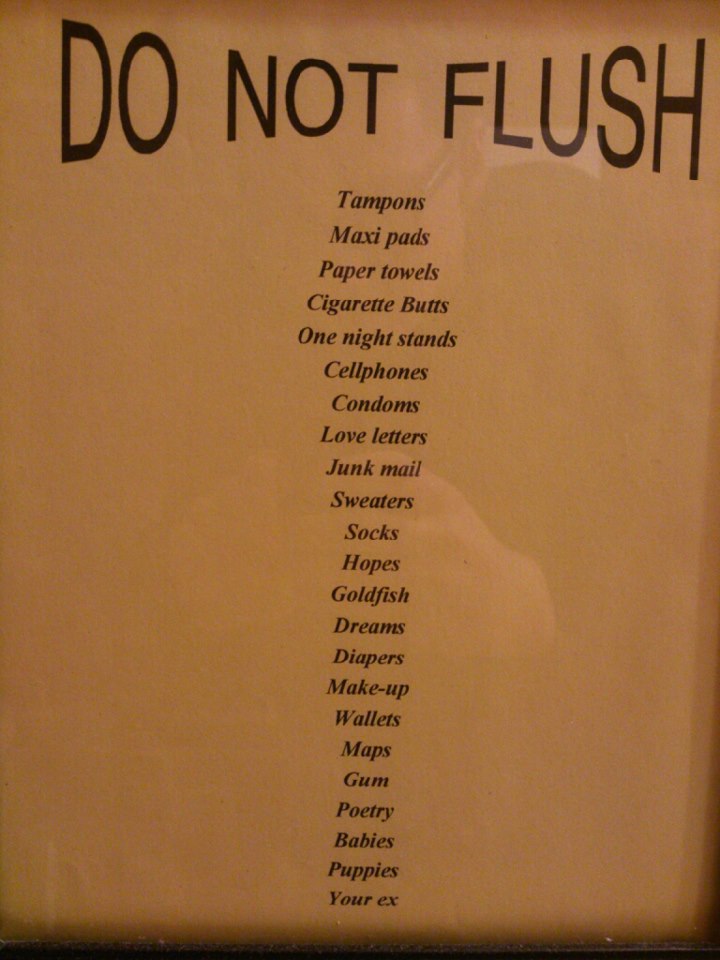 DO NOT FLUSH
Tampons
Maxi pads
Paper towels
Cigarette Butts
One night stands
Cellphones
Condoms
Love letters
Junk mail
Sweaters
Socks
Hopes
Goldfish
Dreams
Diapers
Make-up
Wallets
Maps
Gum
Poetry
Babies
Puppies
Your ex